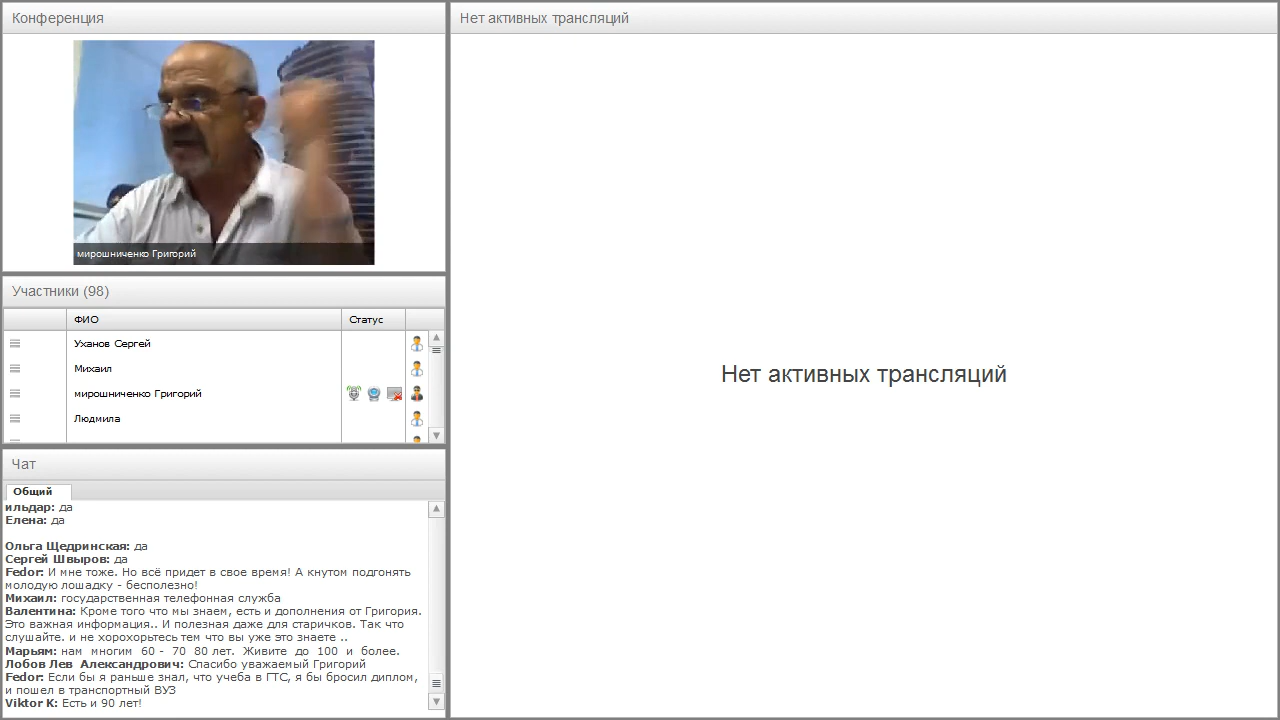 Конференция
Нет активных трансляций
мирошниченко Григорий
Участники (98)
ФИО
Статус
Уханов Сергей
Михаил
мирошниченко Григорий
Людмила
Чат
Общий
ильдар: да
Елена: да
Ольга Щедринская: да
Сергей Швыров: да
Fedor: И мне тоже. Но всё придет в свое время! А кнутом подгонять
молодую лошадку - бесполезно!
Михаил: государственная телефонная служба
Валентина: Кроме того что мы знаем, есть и дополнения от Григория.
Это важная информация.. И полезная даже для старичков. Так что
слушайте. и не хорохорьтесь тем что вы уже это знаете ..
Марьям: нам многим 60 - 70 80 лет. Живите до 100 и более.
Лобов Лев Александрович: Спасибо уважаемый Григорий
Fedor: Если бы я раньше знал, что учеба в ГТС, я бы бросил диплом,
и пошел в транспортный ВУЗ
Viktor K: Есть и 90 лет!
Нет активных трансляций